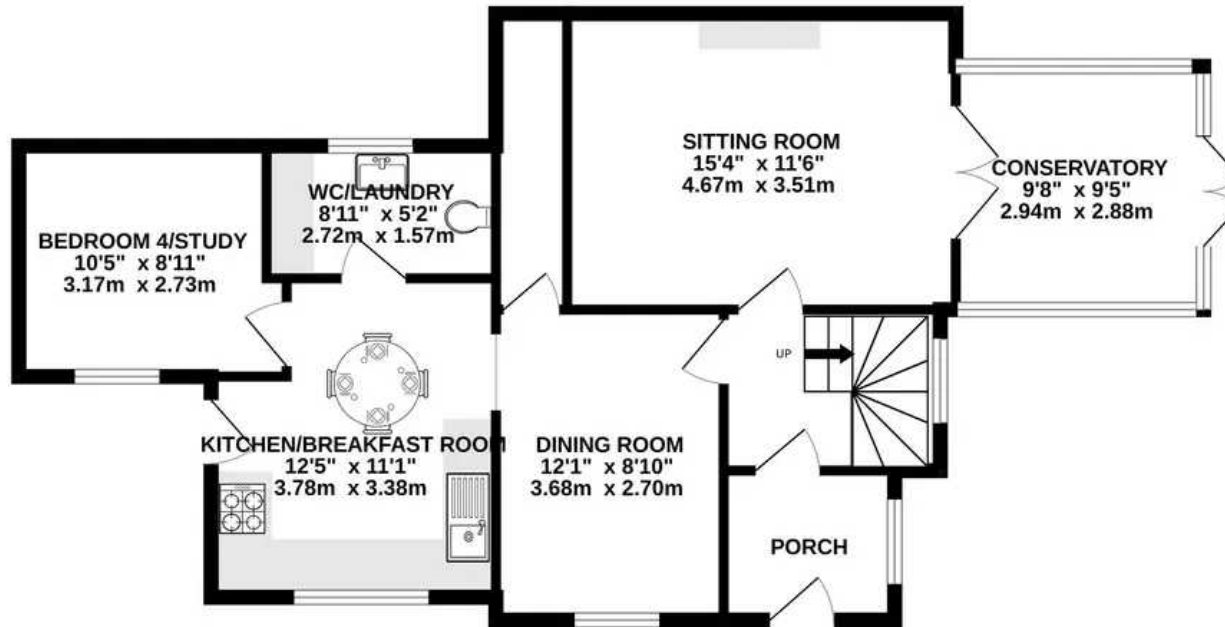 SITTING ROOM
15'4" x 11'6"
4.67m x 3.51m
CONSERVATORY
9'8" x 9'5"
2.94m x 2.88m
WC/LAUNDRY
8'11" x 5'2"
2.72m x 1.57m
BEDROOM 4/STUDY
10'5" x 8'11"
3.17m x 2.73m
UP
KITCHEN/BREAKFAST ROOM
12'5" x 11'1"
3.78m x 3.38m
DINING ROOM
12'1" x 8'10"
3.68m x 2.70m
PORCH